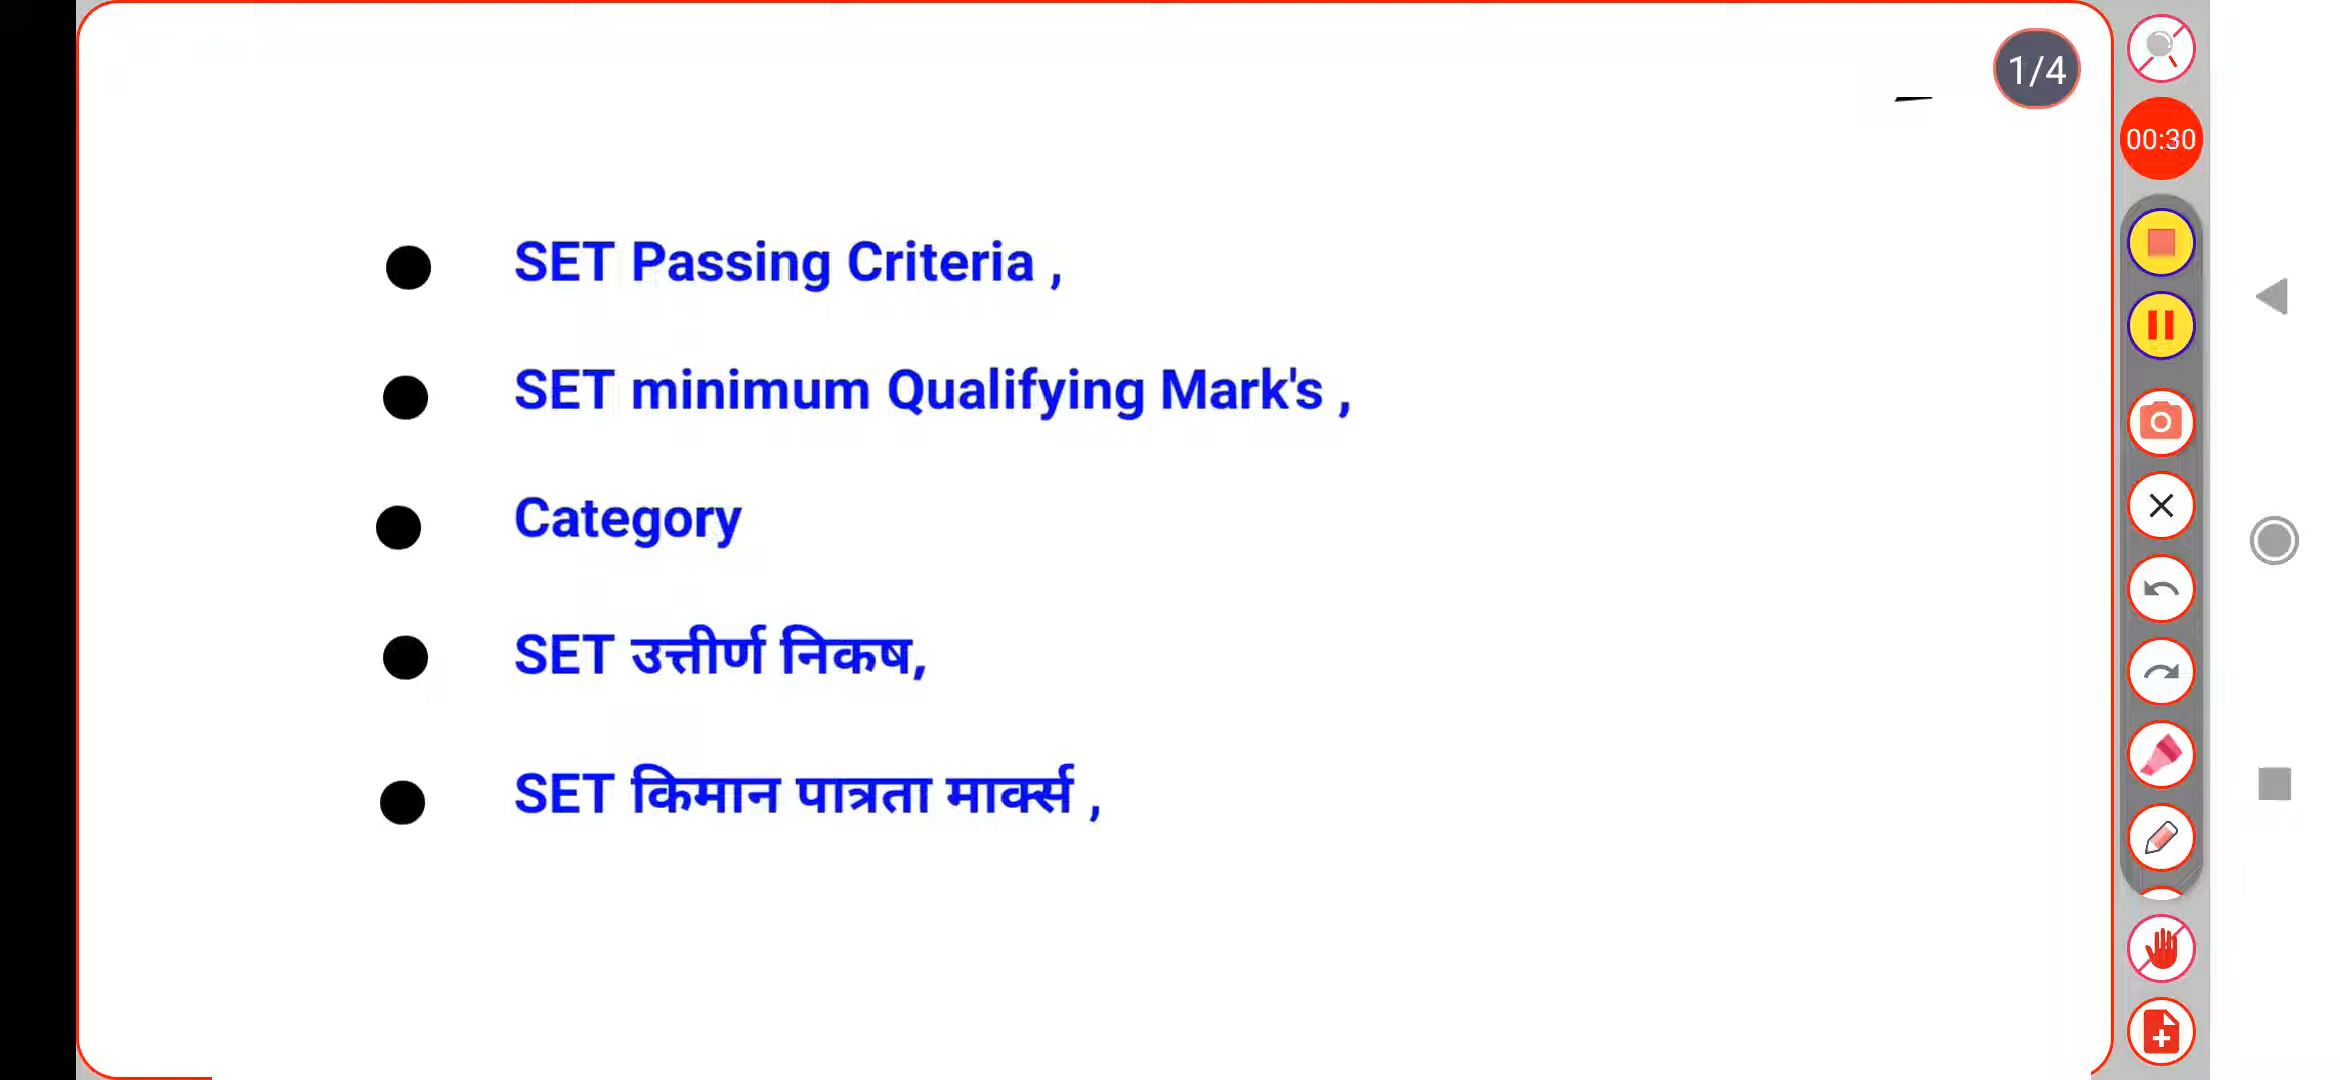 1/4
00:30
SET Passing Criteria ,
SET minimum Qualifying Mark's ,
Category
SET उत्तीर्ण निकष,
SET किमान पात्रता मार्क्स ,